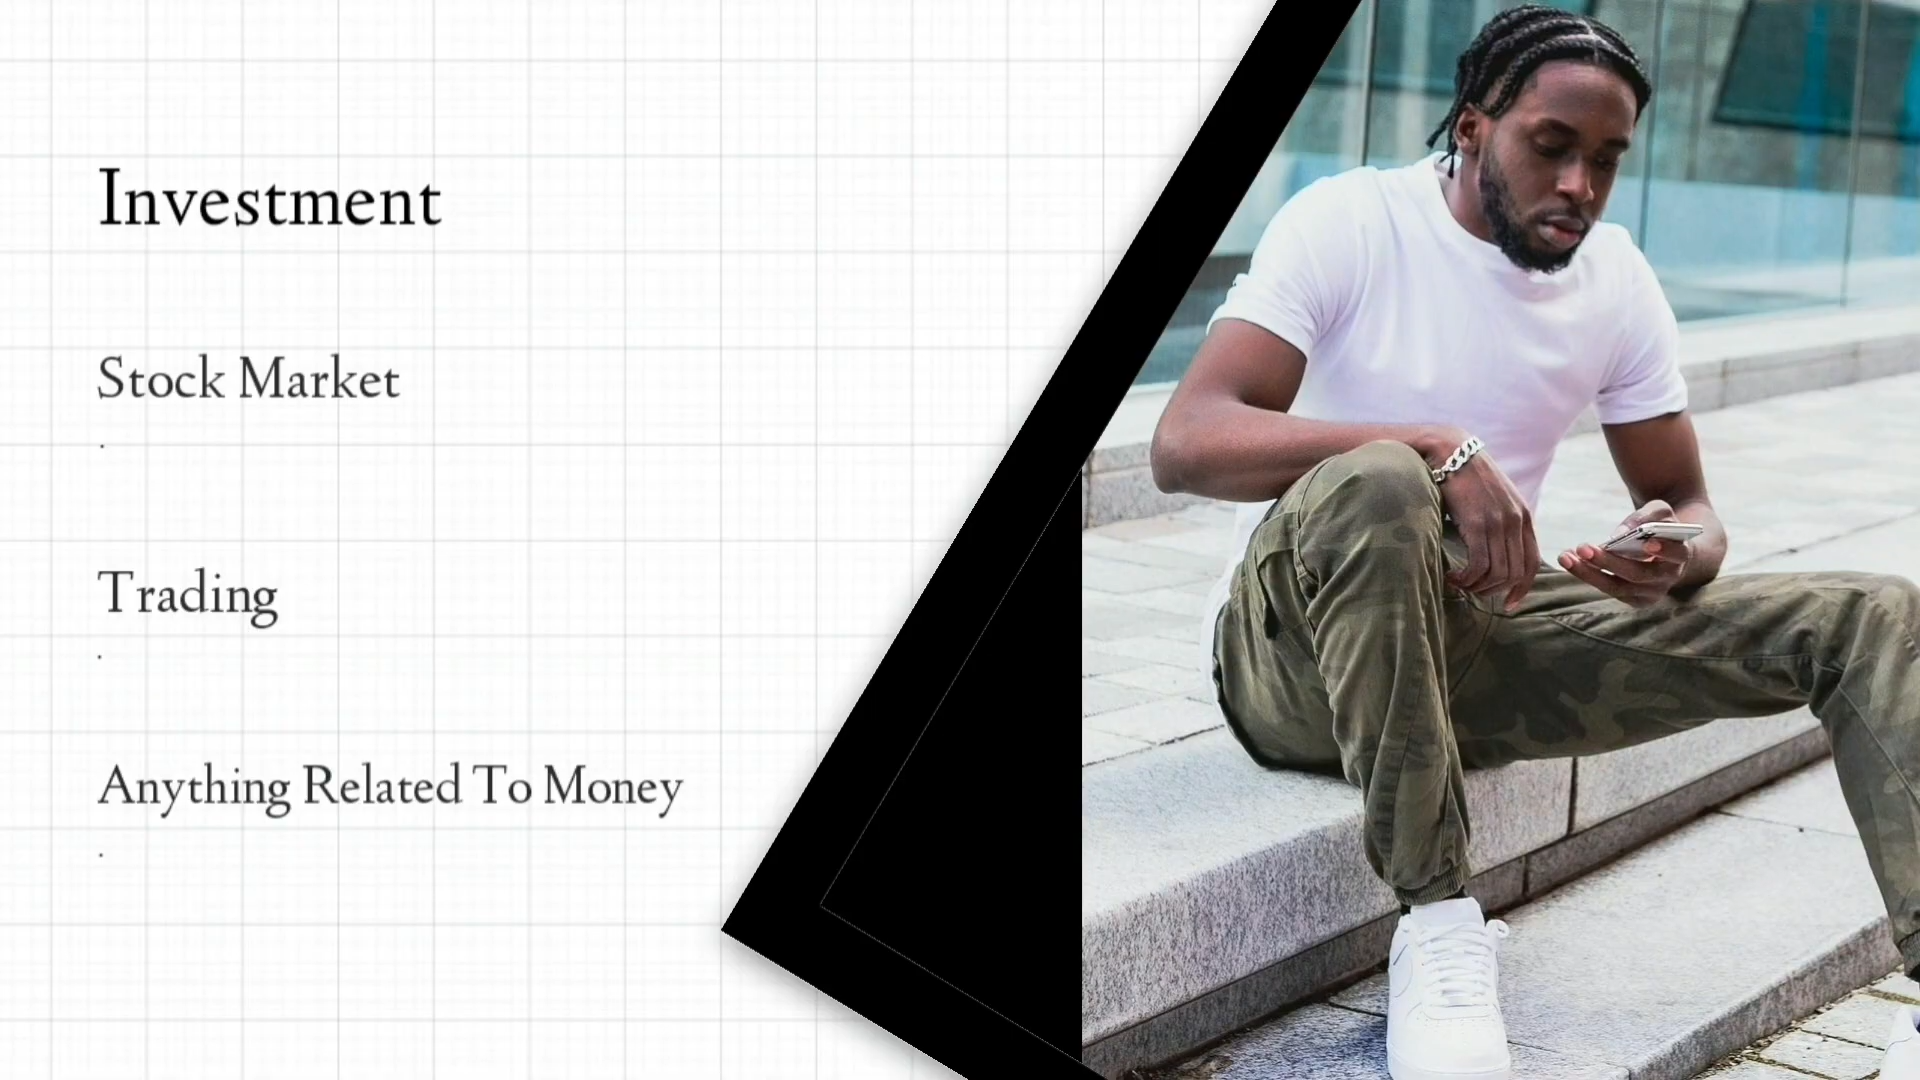 Investment
Stock Market
.
Trading
.
Anything Related To Money
.